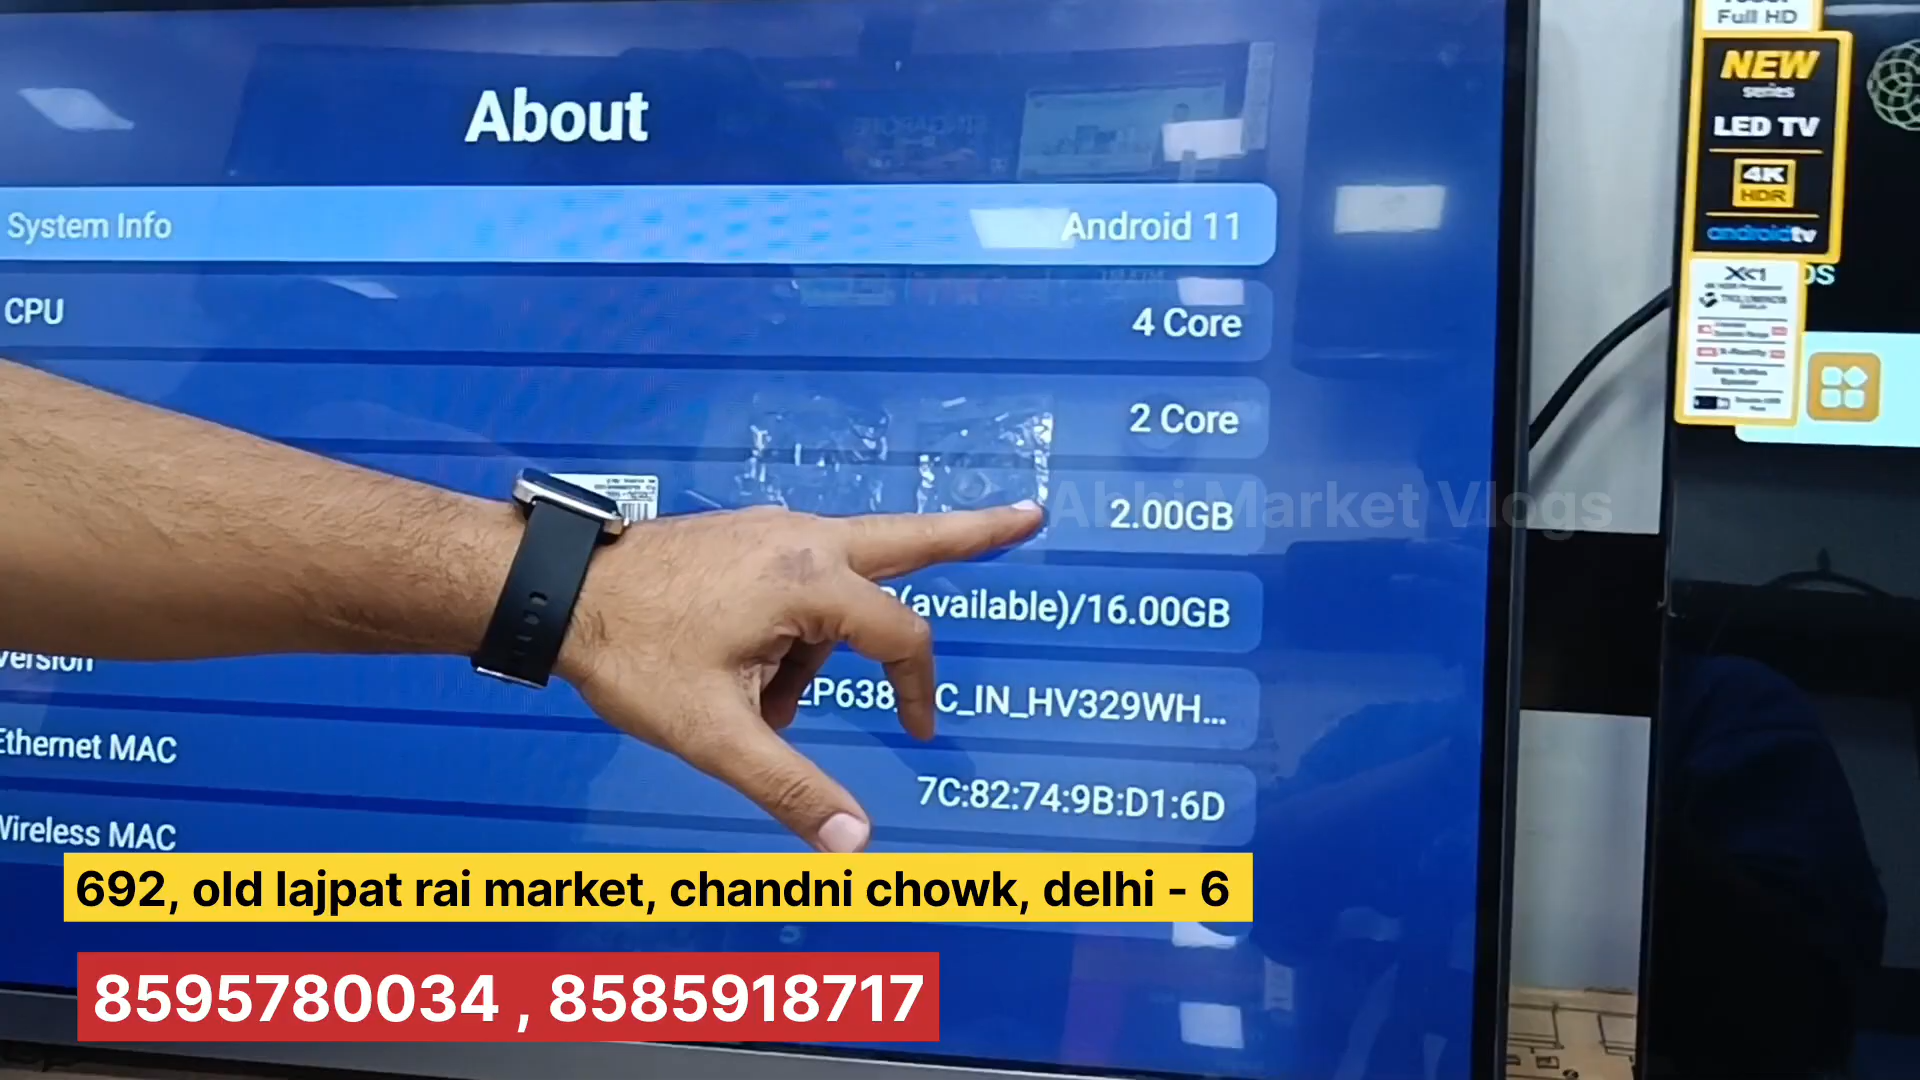 About
System Info
Android 11
CPU
4 Core
2 Core
2.00GB
(available)/16.00GB
Version
P638
C_IN_HV329WH...
Ethernet MAC
7C:82:74:9B:D1:6D
Wireless MAC
Abhi Market Vlogs
692, old lajpat rai market, chandni chowk, delhi - 6
8595780034 , 8585918717
Full HD
NEW
series
LED TV
4K
HDR
androidtv